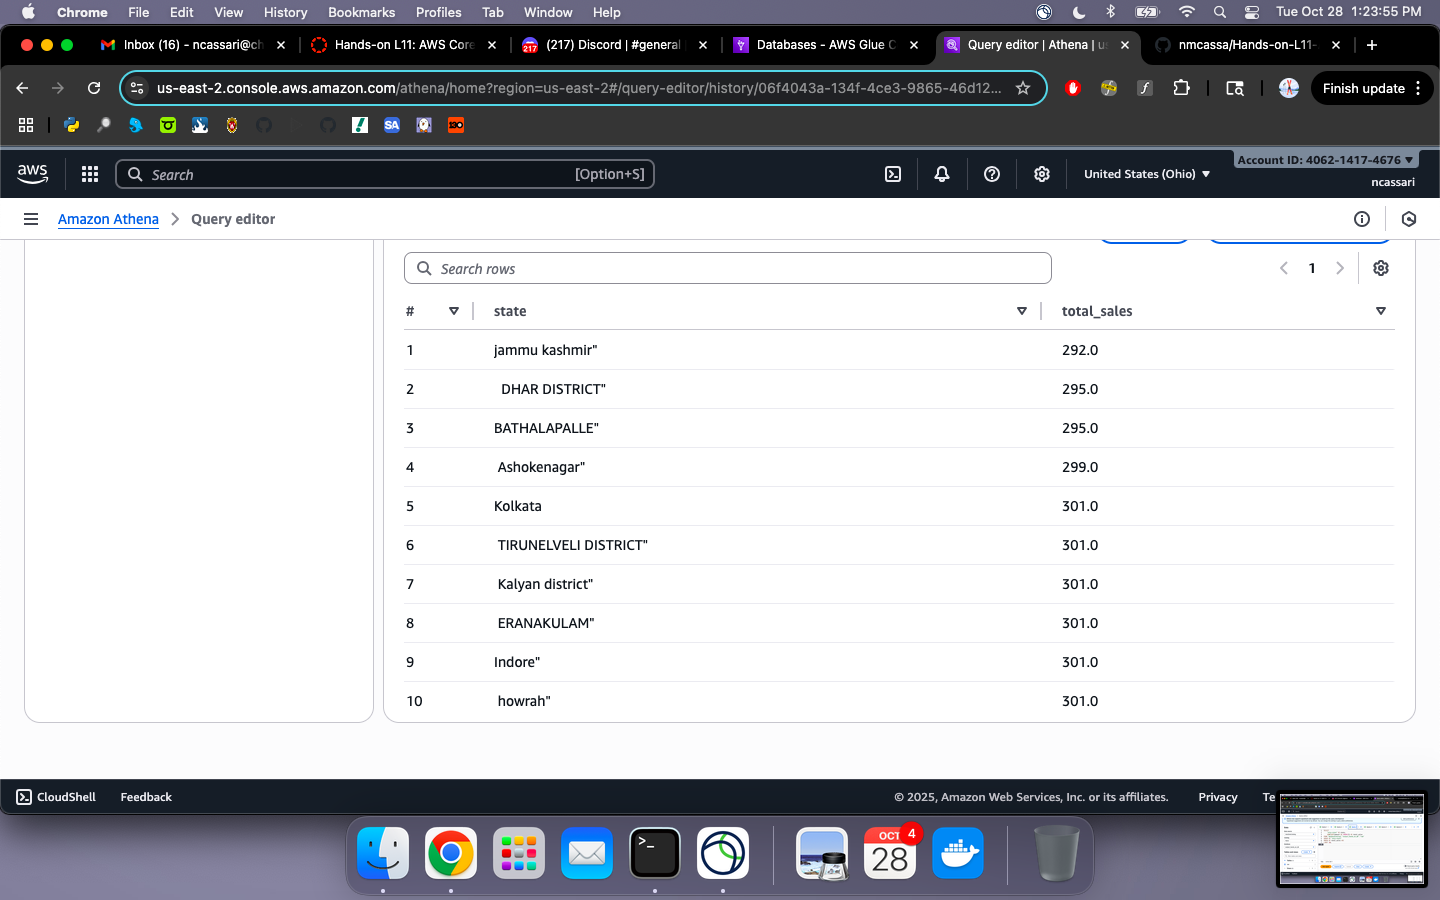 Chrome File Edit View History Bookmarks Profiles Tab Window Help Tue Oct 28 1:23:55 PM
Inbox (16) - ncassari@ch Hands-on L11: AWS Core 217 (217) Discord | #general Databases - AWS Glue C Query editor | Athena | us nmcassa/Hands-on-L11-
us-east-2.console.aws.amazon.com/athena/home?region=us-east-2#/query-editor/history/06f4043a-134f-4ce3-9865-46d12... Finish update
SA
aws Search [Option+S] United States (Ohio) Account ID: 4062-1417-4676
ncassari
Amazon Athena Query editor
Search rows 1
# state total_sales
1 jammu kashmir" 292.0
2 DHAR DISTRICT" 295.0
3 BATHALAPALLE" 295.0
4 Ashokenagar" 299.0
5 Kolkata 301.0
6 TIRUNELVELI DISTRICT" 301.0
7 Kalyan district" 301.0
8 ERANAKULAM" 301.0
9 Indore" 301.0
10 howrah" 301.0
CloudShell Feedback © 2025, Amazon Web Services, Inc. or its affiliates. Privacy Te
OCT 4
28